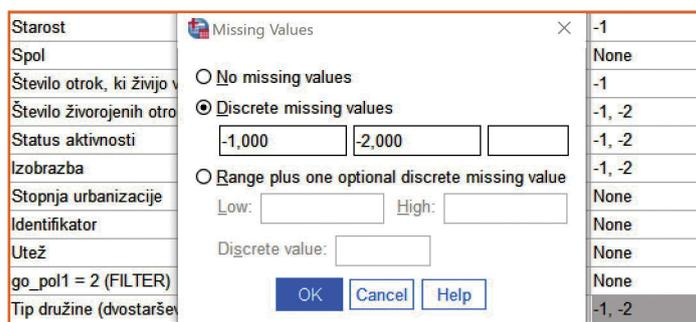 Starost
Spol
Število otrok, ki živijo v
Število živorojenih otro
Status aktivnosti
Izobrazba
Stopnja urbanizacije
Identifikator
Utež
go_pol1 = 2 (FILTER)
Tip družine (dvostaršev
Missing Values
No missing values
Discrete missing values
-1,000 -2,000
Range plus one optional discrete missing value
Low: High:
Discrete value:
OK Cancel Help
-1
None
-1
-1, -2
-1, -2
-1, -2
None
None
None
None
-1, -2